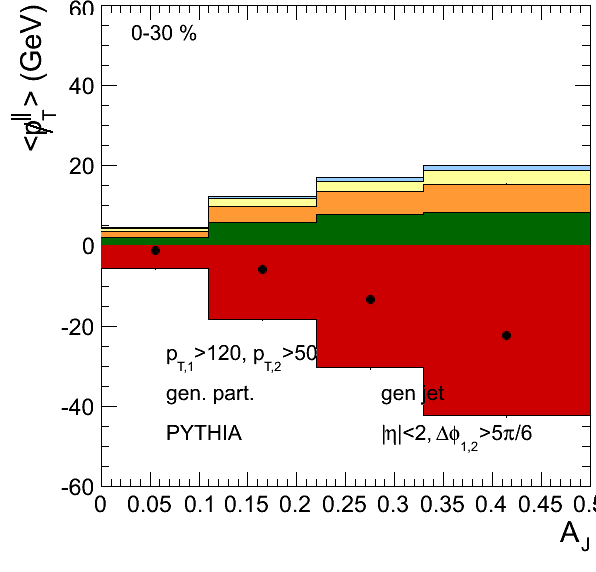 60
0-30 %
40
20
0
-20
-40
-60
<p̸_T^||> (GeV)
p_T,1>120, p_T,2>50
gen. part. gen jet
PYTHIA |η|<2, Δϕ_1,2>5π/6
0 0.05 0.1 0.15 0.2 0.25 0.3 0.35 0.4 0.45 0.5
A_J